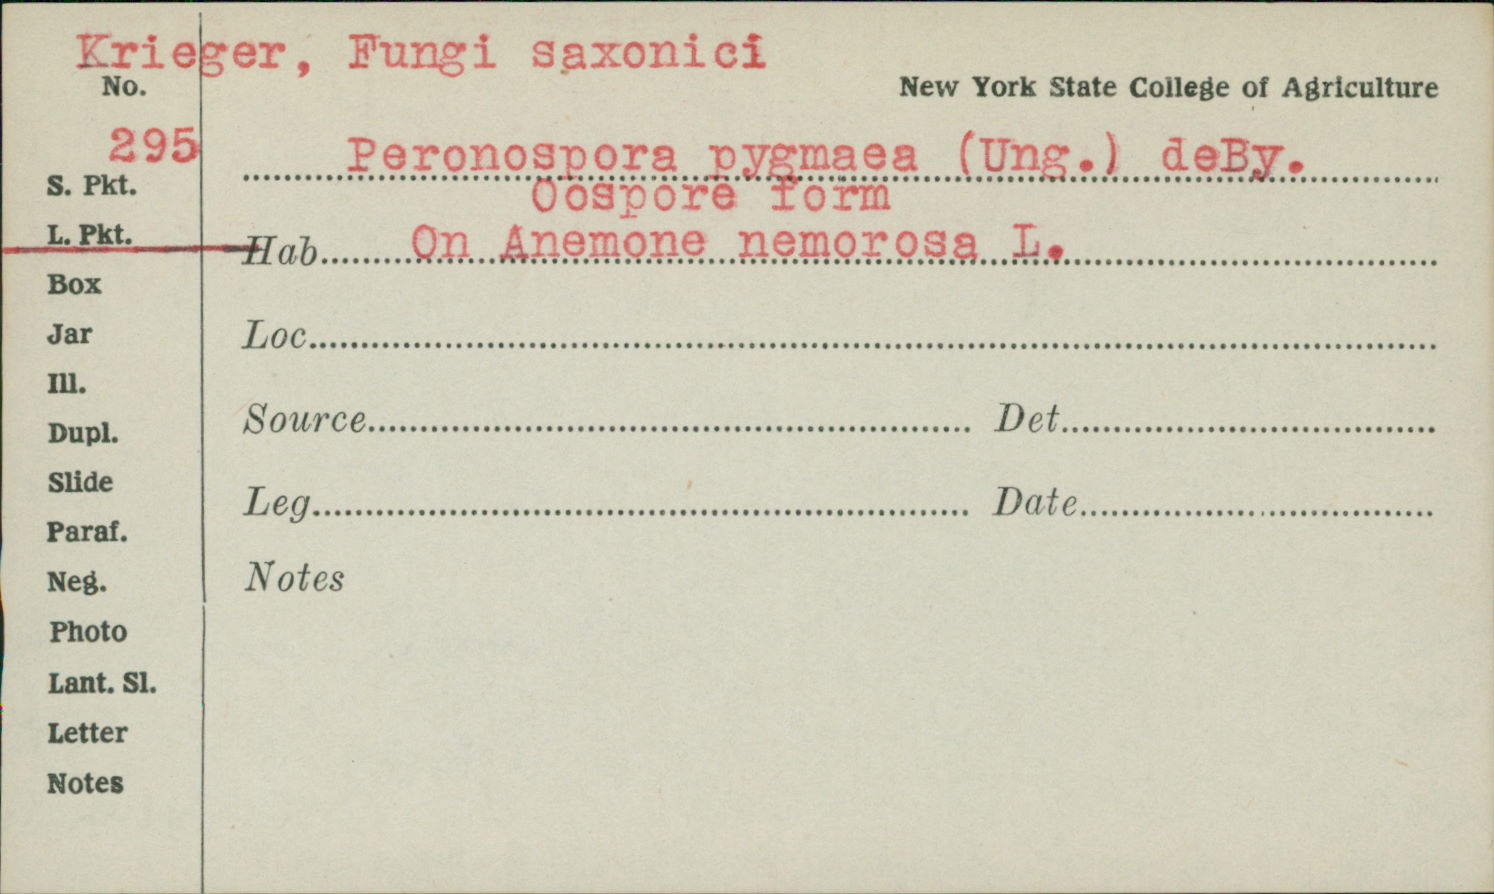 Krieger, Fungi saxonici
No.
New York State College of Agriculture
295
Peronospora pygmaea (Ung.) deBy.
S. Pkt.
Oospore form
L. Pkt.
Hab. On Anemone nemorosa L.
Box
Jar
Loc.
Ill.
Dupl.
Source Det.
Slide
Leg. Date
Paraf.
Neg.
Notes
Photo
Lant. Sl.
Letter
Notes